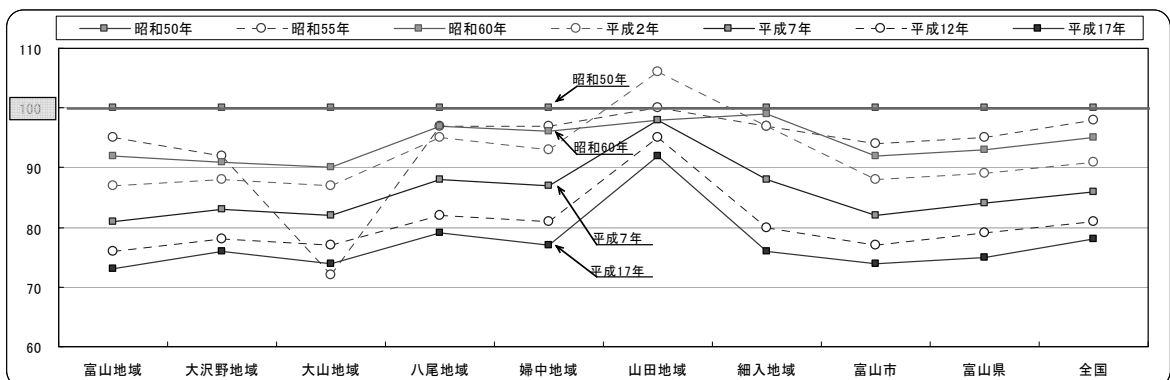 昭和50年 昭和55年 昭和60年 平成2年 平成7年 平成12年 平成17年
110
昭和50年
100
昭和60年
90
80
平成7年
平成17年
70
60
富山地域 大沢野地域 大山地域 八尾地域 婦中地域 山田地域 細入地域 富山市 富山県 全国